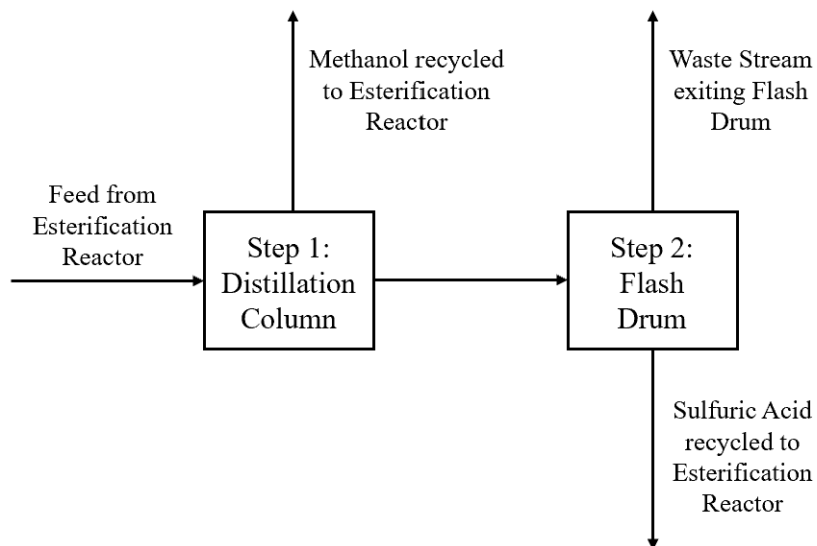 Methanol recycled
to Esterification
Reactor
Waste Stream
exiting Flash
Drum
Feed from
Esterification
Reactor
Step 1:
Distillation
Column
Step 2:
Flash
Drum
Sulfuric Acid
recycled to
Esterification
Reactor